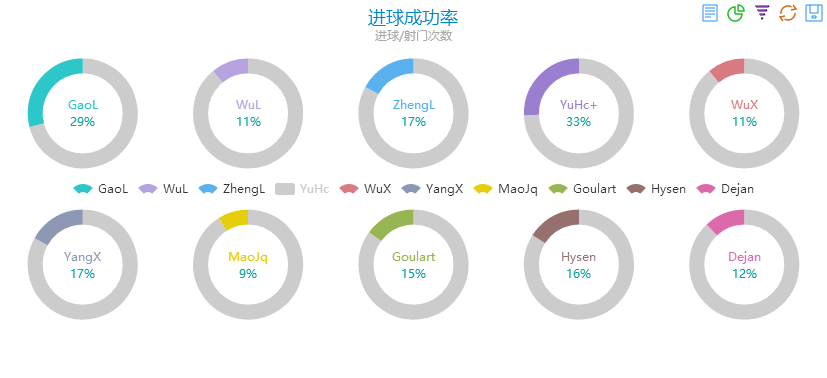 进球成功率
进球/射门次数
GaoL
29%
WuL
11%
ZhengL
17%
YuHc+
33%
WuX
11%
GaoL WuL ZhengL YuHc WuX YangX MaoJq Goulart Hysen Dejan
YangX
17%
MaoJq
9%
Goulart
15%
Hysen
16%
Dejan
12%